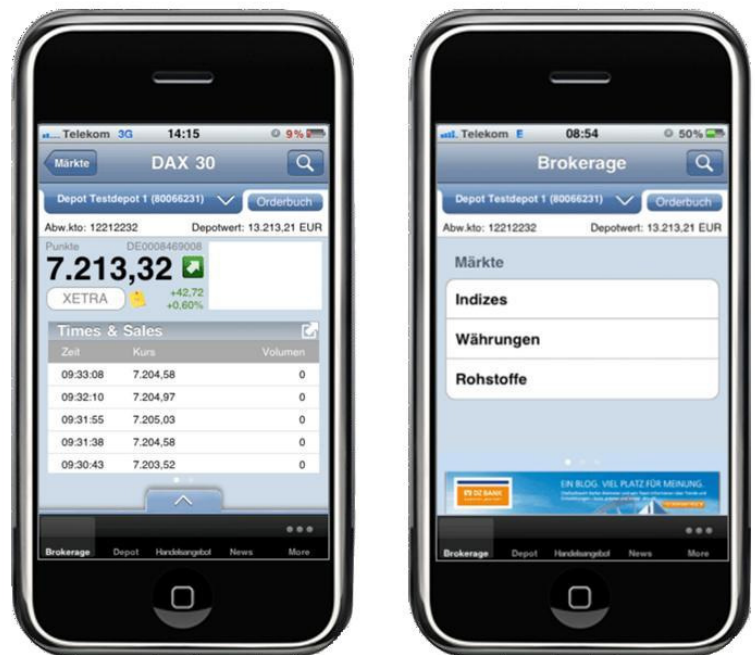 Telekom 3G 14:15 9%
Märkte DAX 30
Depot Testdepot 1 (80066231) Orderbuch
Abw.kto: 12212232 Depotwert: 13.213,21 EUR
Punkte DE0008469008
7.213,32
XETRA +42,72
+0,60%
Times & Sales
Zeit Kurs Volumen
09:33:08 7.204,58 0
09:32:10 7.204,97 0
09:31:55 7.205,03 0
09:31:38 7.204,58 0
09:30:43 7.203,52 0
Brokerage Depot Handelsangebot News More
Telekom E 08:54 50%
Brokerage
Depot Testdepot 1 (80066231) Orderbuch
Abw.kto: 12212232 Depotwert: 13.213,21 EUR
Märkte
Indizes
Währungen
Rohstoffe
DZ BANK
EIN BLOG. VIEL PLATZ FÜR MEINUNG.
Brokerage Depot Handelsangebot News More